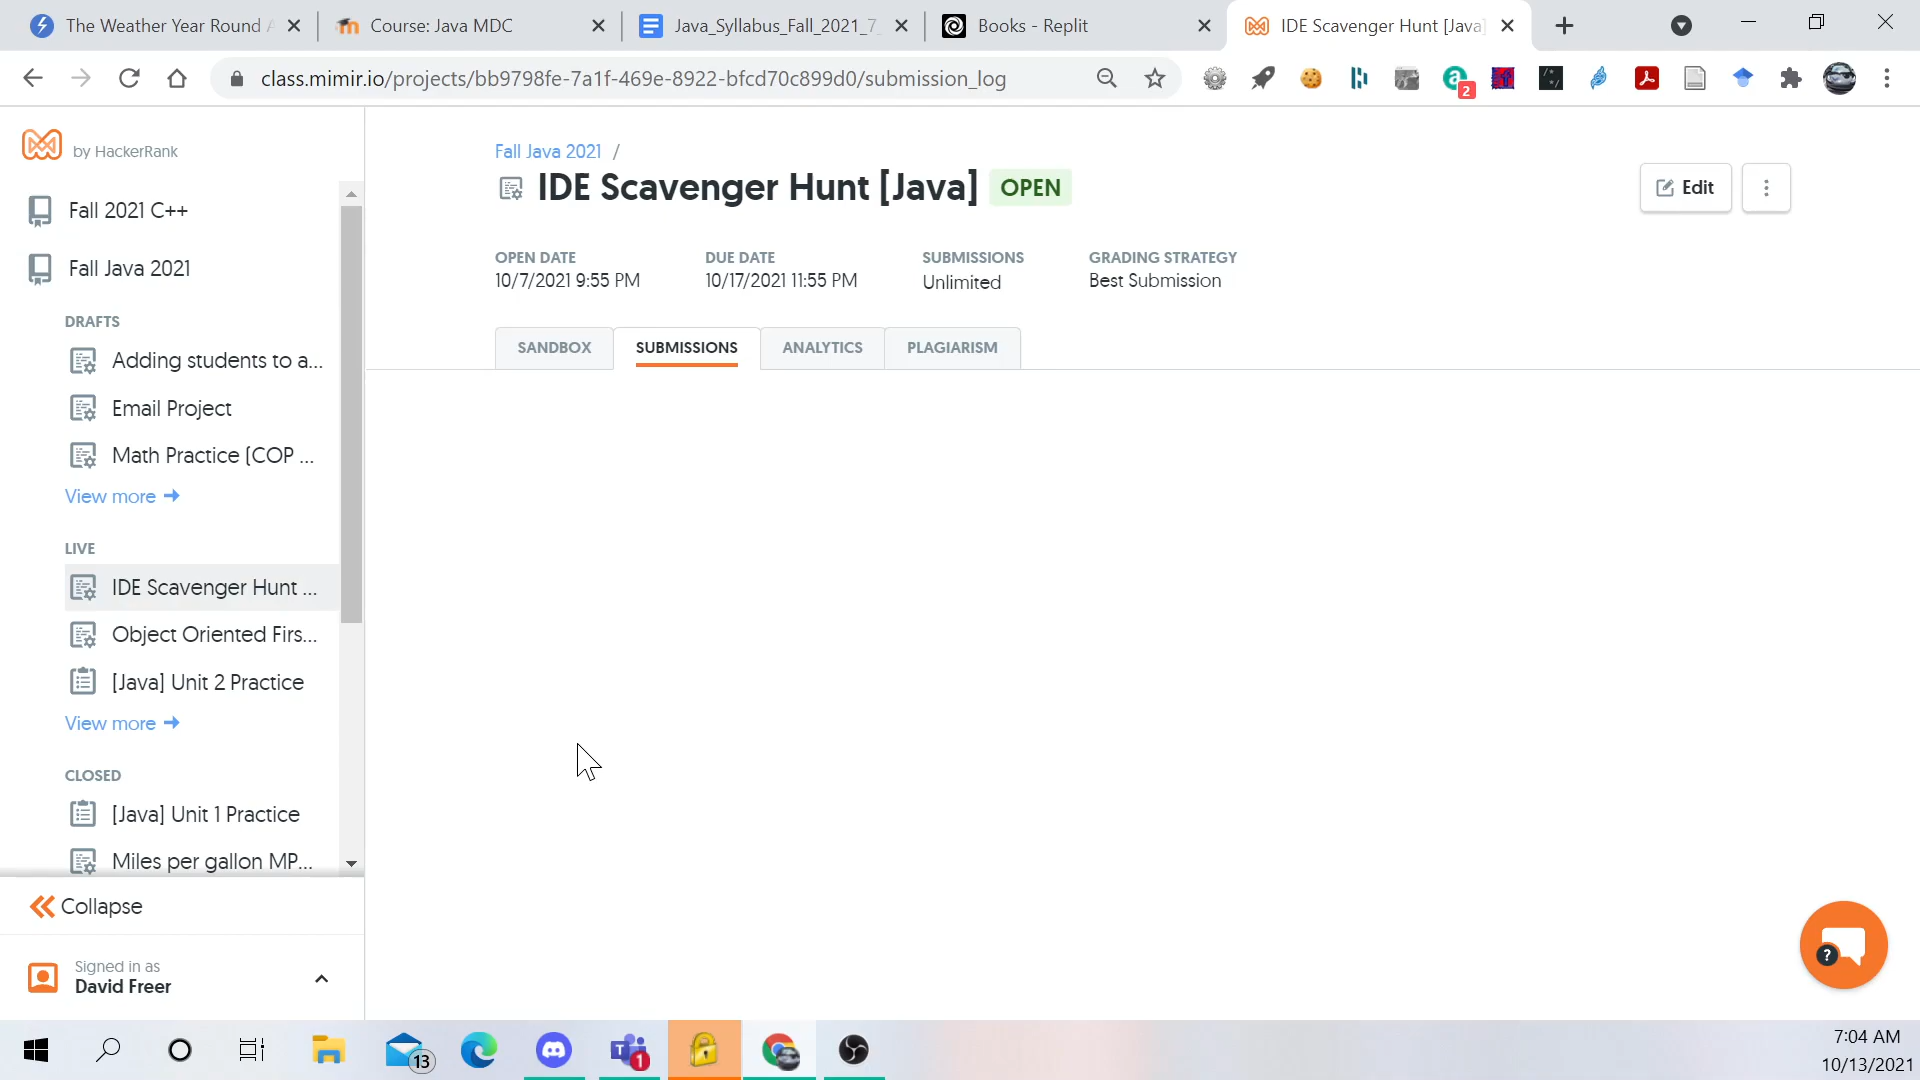 The Weather Year Round A
Course: Java MDC
Java_Syllabus_Fall_2021_7_
Books - Replit
IDE Scavenger Hunt [Java]
class.mimir.io/projects/bb9798fe-7a1f-469e-8922-bfcd70c899d0/submission_log
2
by HackerRank
Fall 2021 C++
Fall Java 2021
DRAFTS
Adding students to a...
Email Project
Math Practice (COP ...
View more
LIVE
IDE Scavenger Hunt ...
Object Oriented Firs...
[Java] Unit 2 Practice
View more
CLOSED
[Java] Unit 1 Practice
Miles per gallon MP...
Collapse
Signed in as
David Freer
Fall Java 2021 /
IDE Scavenger Hunt [Java] OPEN
Edit
OPEN DATE
10/7/2021 9:55 PM
DUE DATE
10/17/2021 11:55 PM
SUBMISSIONS
Unlimited
GRADING STRATEGY
Best Submission
SANDBOX
SUBMISSIONS
ANALYTICS
PLAGIARISM
?
13
1
7:04 AM
10/13/2021